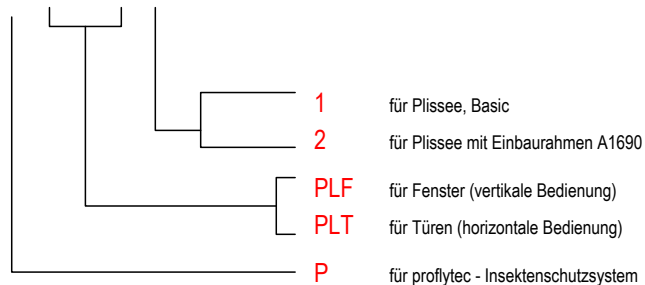 1 für Plissee, Basic
2 für Plissee mit Einbaurahmen A1690
PLF für Fenster (vertikale Bedienung)
PLT für Türen (horizontale Bedienung)
P für proflytec - Insektenschutzsystem